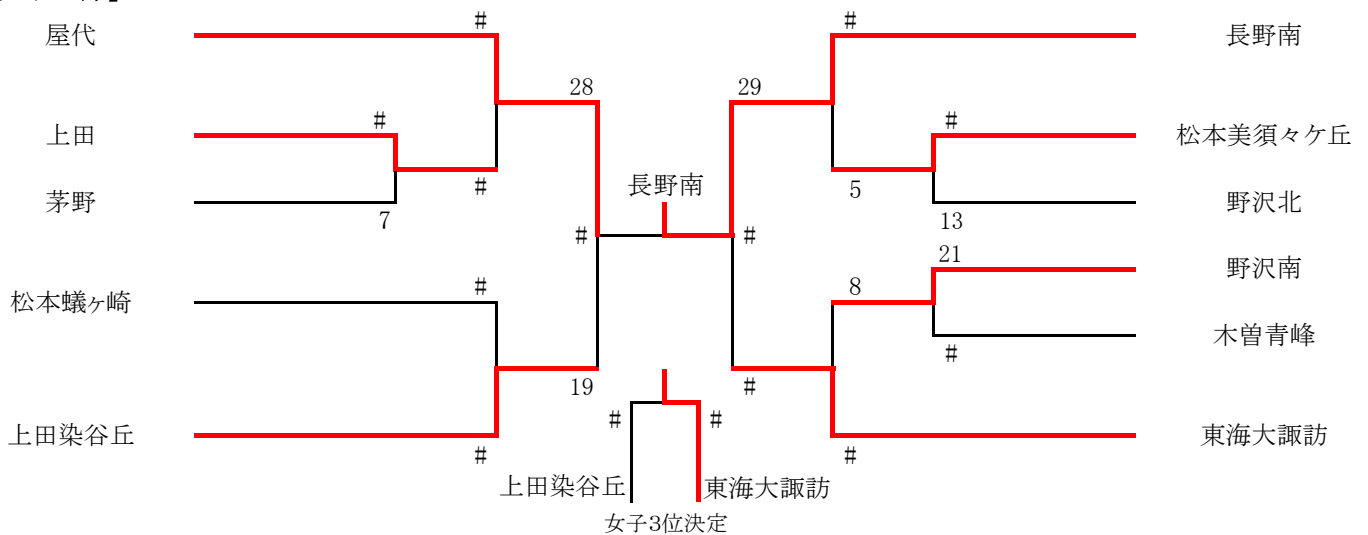 屋代
#
#
長野南
28
29
上田
#
#
松本美須々ケ丘
#
長野南
5
茅野
7
13
野沢北
#
#
21
野沢南
松本蟻ヶ崎
#
8
木曽青峰
#
19
#
#
#
上田染谷丘
#
#
東海大諏訪
上田染谷丘
東海大諏訪
女子3位決定